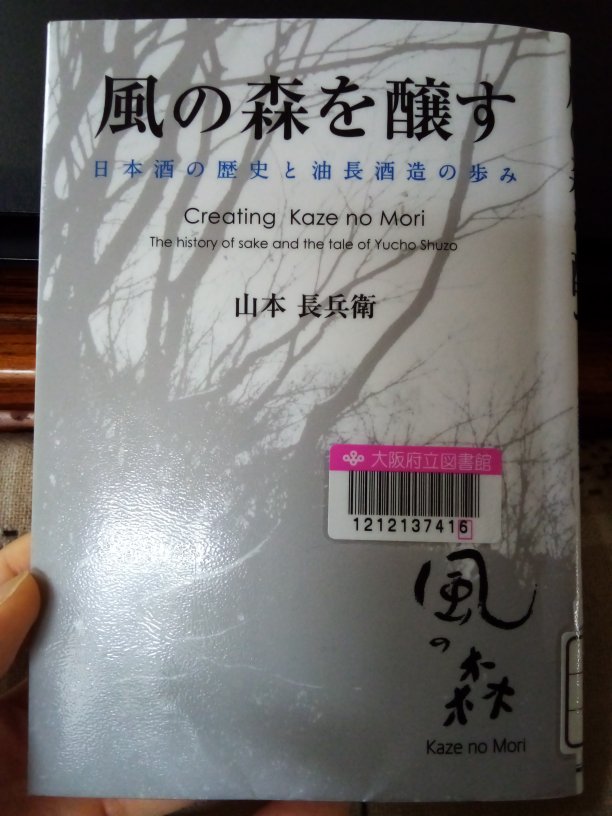 風の森を醸す
日本酒の歴史と油長酒造の歩み
Creating Kaze no Mori
The history of sake and the tale of Yucho Shuzo
山本 長兵衛
大阪府立図書館
1212137416
風の森
Kaze no Mori